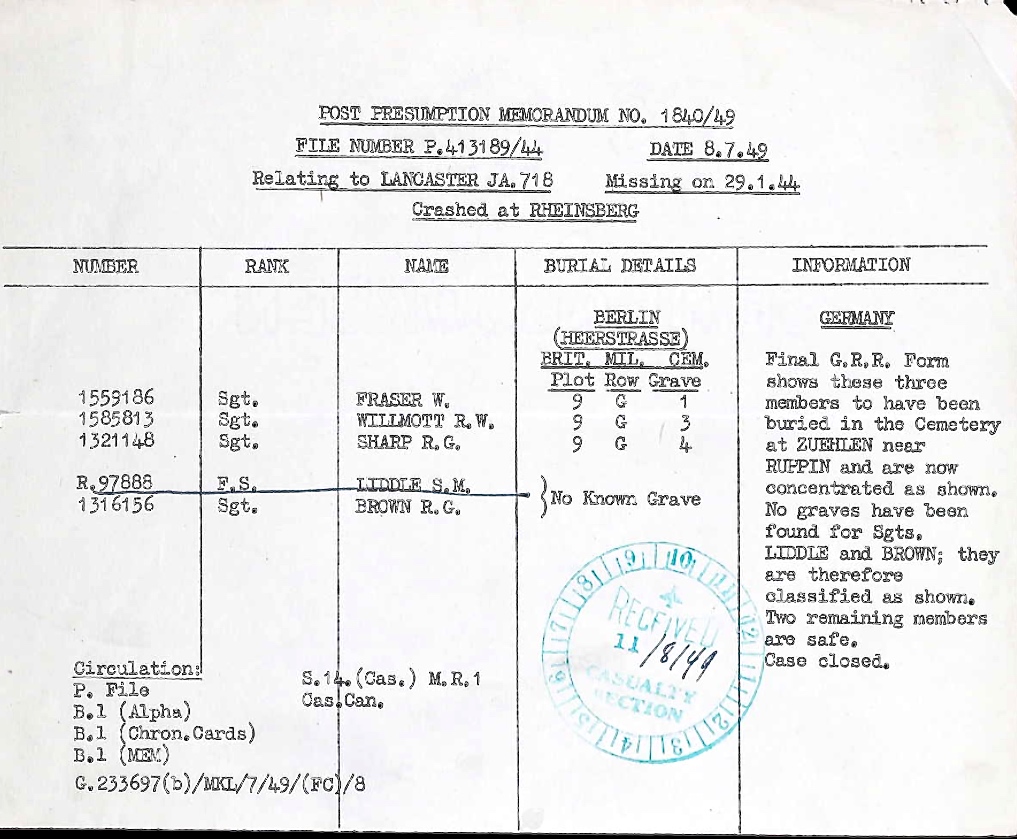 POST PRESUMPTION MEMORANDUM NO. 1840/49
FILE NUMBER P.413189/44 DATE 8.7.49
Relating to LANCASTER JA.718 Missing on 29.1.44
Crashed at RHEINSBERG
NUMBER RANK NAME BURIAL DETAILS INFORMATION
BERLIN
(HEERSTRASSE)
BRIT. MIL. CEM.
Plot Row Grave
1559186 Sgt. FRASER W. 9 G 1
1585813 Sgt. WILLMOTT R.W. 9 G 3
1321148 Sgt. SHARP R.G. 9 G 4
R.97888 F.S. LIDDLE S.M.
1316156 Sgt. BROWN R.G.
No Known Grave
GERMANY
Final G.R.R. Form
shows these three
members to have been
buried in the Cemetery
at ZUEHLEN near
RUPPIN and are now
concentrated as shown.
No graves have been
found for Sgts.
LIDDLE and BROWN; they
are therefore
classified as shown.
Two remaining members
are safe.
Case closed.
RECEIVED
11/8/49
CASUALTY
SECTION
Circulation:
P. File
B.1 (Alpha)
B.1 (Chron.Cards)
B.1 (MEM)
S.14.(Cas.) M.R.1
Cas.Can.
G.233697(b)/MKL/7/49/(FC)/8